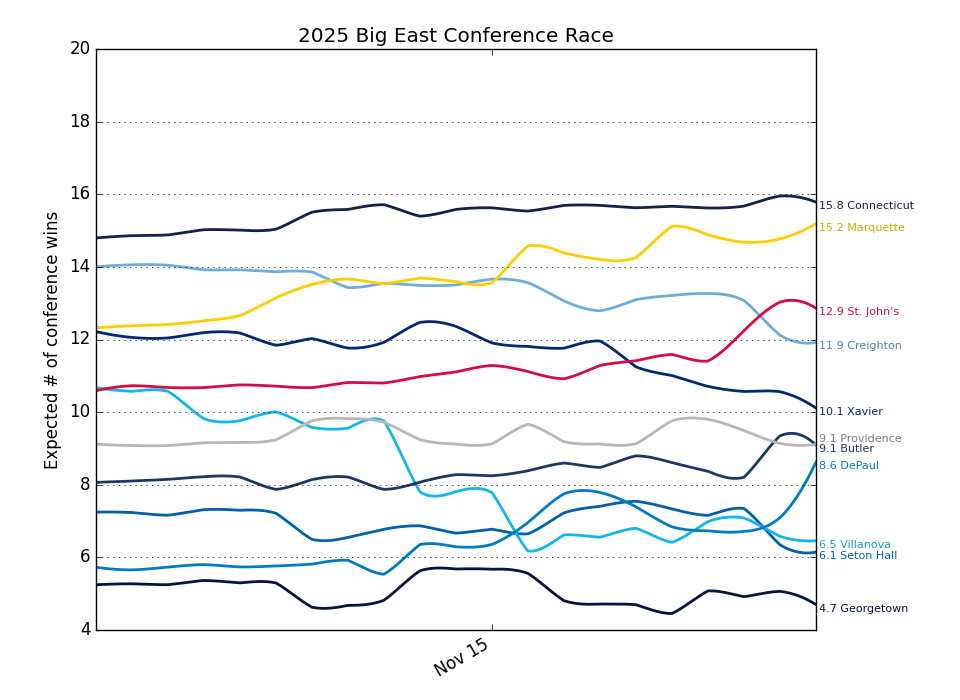 2025 Big East Conference Race
Expected # of conference wins
20
18
16
14
12
10
8
6
4
Nov 15
15.8 Connecticut
15.2 Marquette
12.9 St. John's
11.9 Creighton
10.1 Xavier
9.1 Providence
9.1 Butler
8.6 DePaul
6.5 Villanova
6.1 Seton Hall
4.7 Georgetown